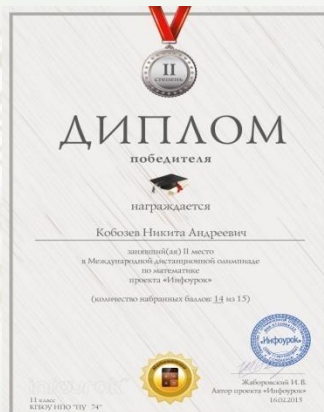 II
степень
ДИПЛОМ
победителя
награждается
Кобозев Никита Андреевич
занявший(ая) II место
в Международной дистанционной олимпиаде
по математике
проекта «Инфоурок»
(количество набранных баллов: 14 из 15)
«Инфоурок»
11 класс
КГБОУ НПО "ПУ 74"
Жаборовский И. В.
Автор проекта «Инфоурок»
16.02.2013